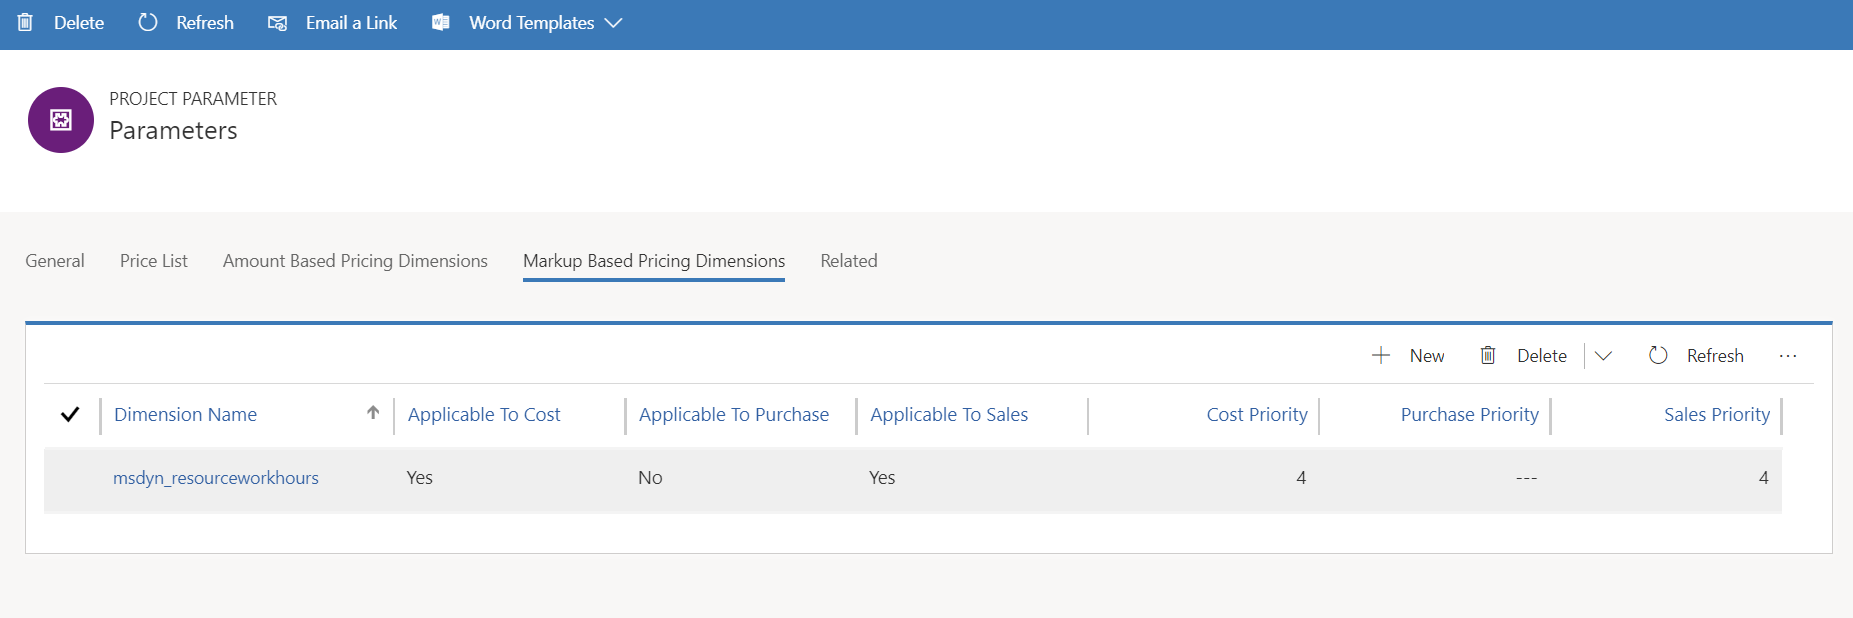 Delete Refresh Email a Link Word Templates
PROJECT PARAMETER
Parameters
General Price List Amount Based Pricing Dimensions Markup Based Pricing Dimensions Related
New Delete Refresh ...
Dimension Name Applicable To Cost Applicable To Purchase Applicable To Sales Cost Priority Purchase Priority Sales Priority
msdyn_resourceworkhours Yes No Yes 4 --- 4